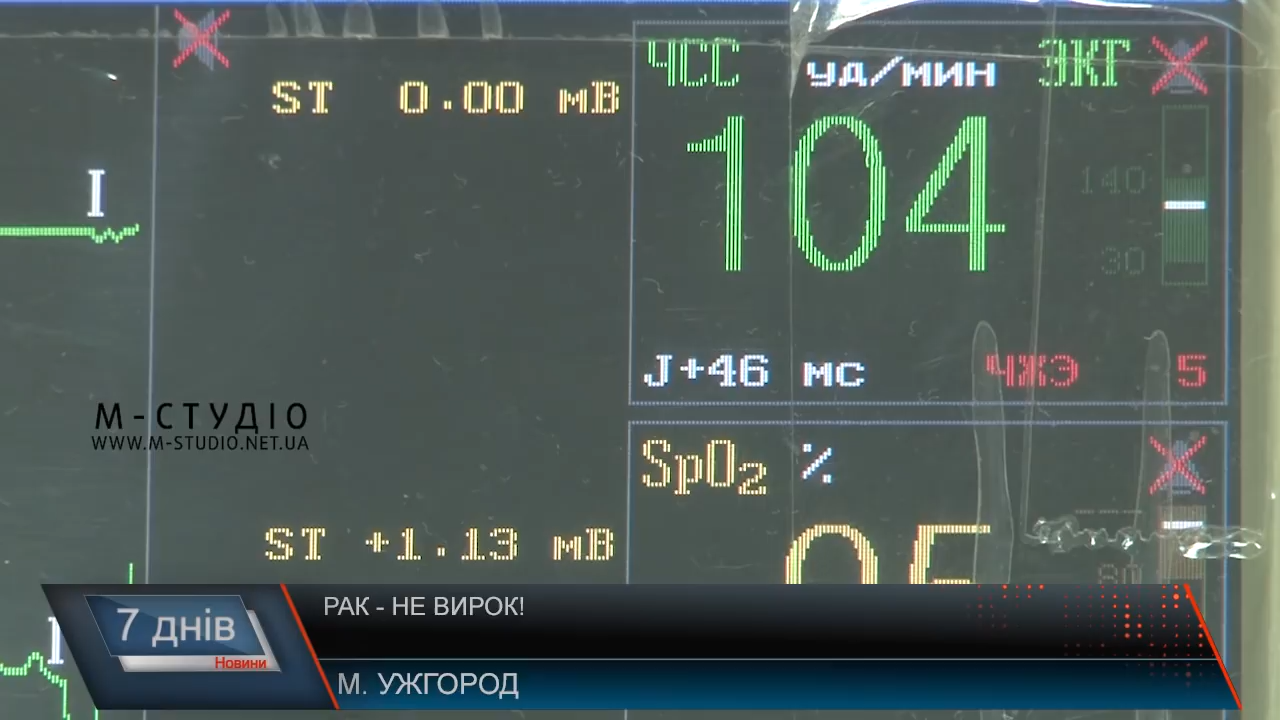 ЧСС уд/мин ЭКГ
ST 0.00 мВ
104
140
30
I
J+46 мс ЧЖЭ 5
М-СТУДІО
WWW.M-STUDIO.NET.UA
SpO2 %
ST +1.13 мВ
80
I
7 днів
Новини
РАК - НЕ ВИРОК!
М. УЖГОРОД